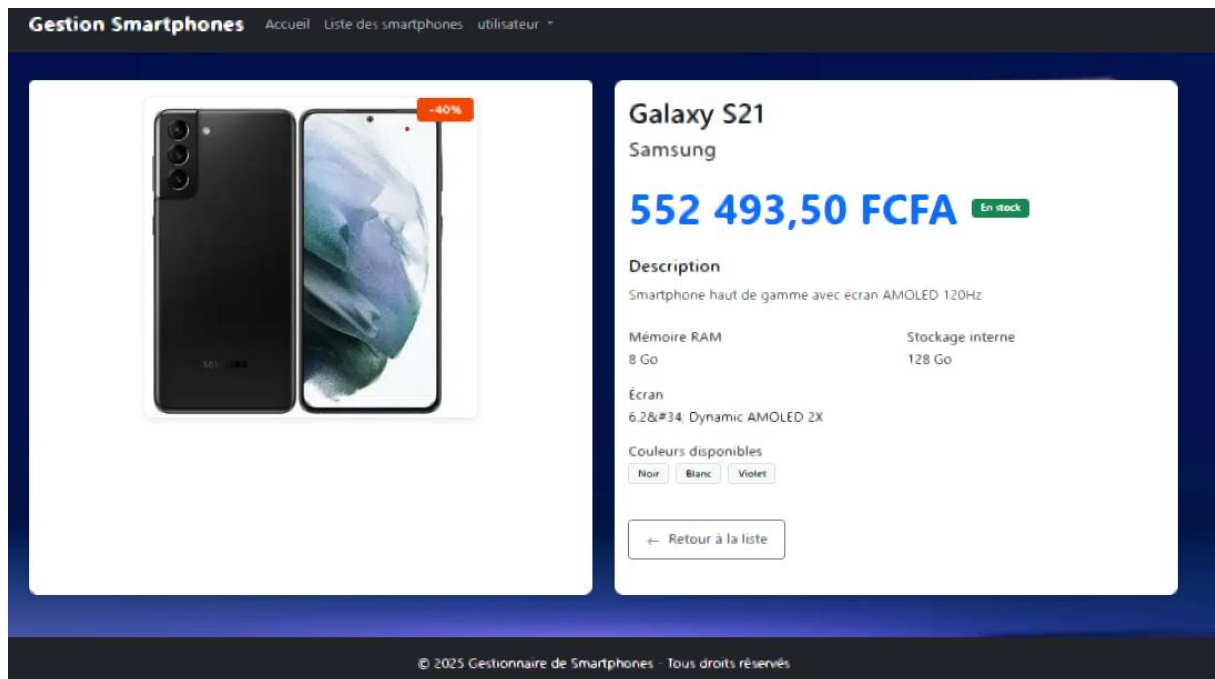 Gestion Smartphones Accueil Liste des smartphones utilisateur
-40%
Galaxy S21
Samsung
552 493,50 FCFA En stock
Description
Smartphone haut de gamme avec écran AMOLED 120Hz
Mémoire RAM Stockage interne
8 Go 128 Go
Écran
6.2&#34; Dynamic AMOLED 2X
Couleurs disponibles
Noir Blanc Violet
← Retour à la liste
© 2025 Gestionnaire de Smartphones - Tous droits réservés